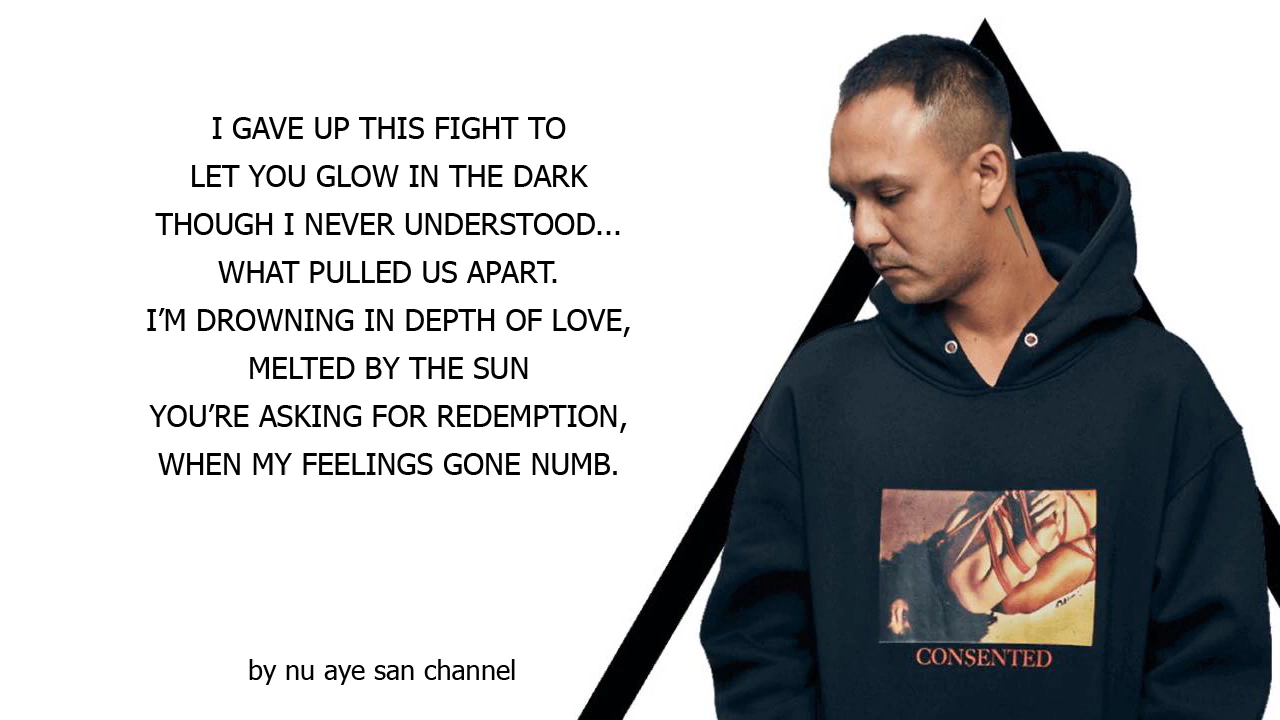 I GAVE UP THIS FIGHT TO
LET YOU GLOW IN THE DARK
THOUGH I NEVER UNDERSTOOD...
WHAT PULLED US APART.
I’M DROWNING IN DEPTH OF LOVE,
MELTED BY THE SUN
YOU’RE ASKING FOR REDEMPTION,
WHEN MY FEELINGS GONE NUMB.
by nu aye san channel
CONSENTED